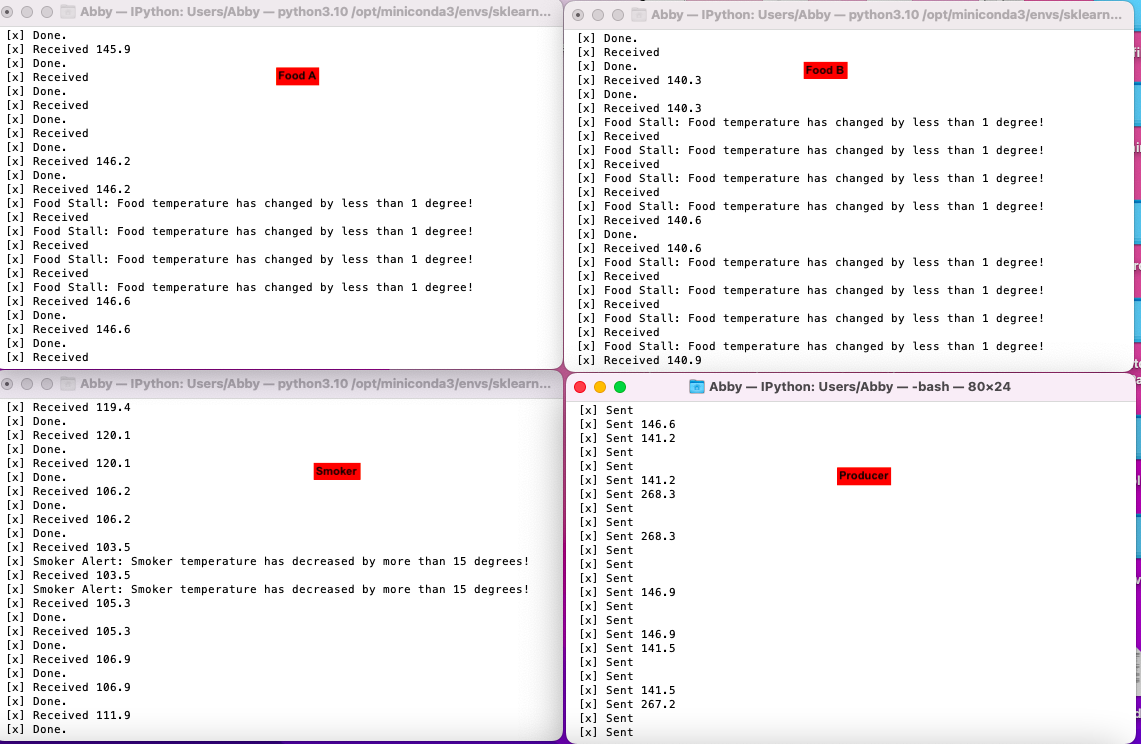 Abby — IPython: Users/Abby — python3.10 /opt/miniconda3/envs/sklearn...
[x] Done.
[x] Received 145.9
[x] Done.
[x] Received
[x] Done.
[x] Received
[x] Done.
[x] Received
[x] Done.
[x] Received 146.2
[x] Done.
[x] Received 146.2
[x] Food Stall: Food temperature has changed by less than 1 degree!
[x] Received
[x] Food Stall: Food temperature has changed by less than 1 degree!
[x] Received
[x] Food Stall: Food temperature has changed by less than 1 degree!
[x] Received
[x] Food Stall: Food temperature has changed by less than 1 degree!
[x] Received 146.6
[x] Done.
[x] Received 146.6
[x] Done.
[x] Received
Food A
Abby — IPython: Users/Abby — python3.10 /opt/miniconda3/envs/sklearn...
[x] Done.
[x] Received
[x] Done.
[x] Received 140.3
[x] Done.
[x] Received 140.3
[x] Food Stall: Food temperature has changed by less than 1 degree!
[x] Received
[x] Food Stall: Food temperature has changed by less than 1 degree!
[x] Received
[x] Food Stall: Food temperature has changed by less than 1 degree!
[x] Received
[x] Food Stall: Food temperature has changed by less than 1 degree!
[x] Received 140.6
[x] Done.
[x] Received 140.6
[x] Food Stall: Food temperature has changed by less than 1 degree!
[x] Received
[x] Food Stall: Food temperature has changed by less than 1 degree!
[x] Received
[x] Food Stall: Food temperature has changed by less than 1 degree!
[x] Received
[x] Food Stall: Food temperature has changed by less than 1 degree!
[x] Received 140.9
Food B
Abby — IPython: Users/Abby — python3.10 /opt/miniconda3/envs/sklearn...
[x] Received 119.4
[x] Done.
[x] Received 120.1
[x] Done.
[x] Received 120.1
[x] Done.
[x] Received 106.2
[x] Done.
[x] Received 106.2
[x] Done.
[x] Received 103.5
[x] Smoker Alert: Smoker temperature has decreased by more than 15 degrees!
[x] Received 103.5
[x] Smoker Alert: Smoker temperature has decreased by more than 15 degrees!
[x] Received 105.3
[x] Done.
[x] Received 105.3
[x] Done.
[x] Received 106.9
[x] Done.
[x] Received 106.9
[x] Done.
[x] Received 111.9
[x] Done.
Smoker
Abby — IPython: Users/Abby — -bash — 80×24
[x] Sent
[x] Sent 146.6
[x] Sent 141.2
[x] Sent
[x] Sent
[x] Sent 141.2
[x] Sent 268.3
[x] Sent
[x] Sent
[x] Sent 268.3
[x] Sent
[x] Sent
[x] Sent
[x] Sent 146.9
[x] Sent
[x] Sent
[x] Sent 146.9
[x] Sent 141.5
[x] Sent
[x] Sent
[x] Sent 141.5
[x] Sent 267.2
[x] Sent
[x] Sent
Producer